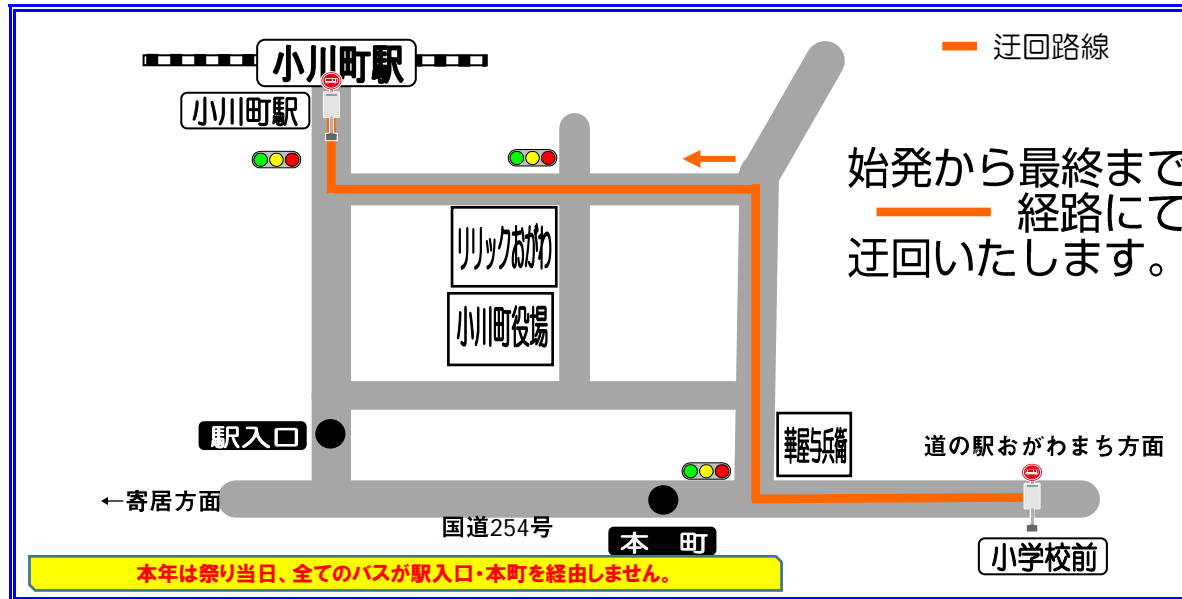 小川町駅
迂回路線
小川町駅
始発から最終まで
経路にて
迂回いたします。
リリックおがわ
小川町役場
駅入口
華屋与兵衛
道の駅おがわまち方面
←寄居方面
国道254号
本 町
小学校前
本年は祭り当日、全てのバスが駅入口・本町を経由しません。